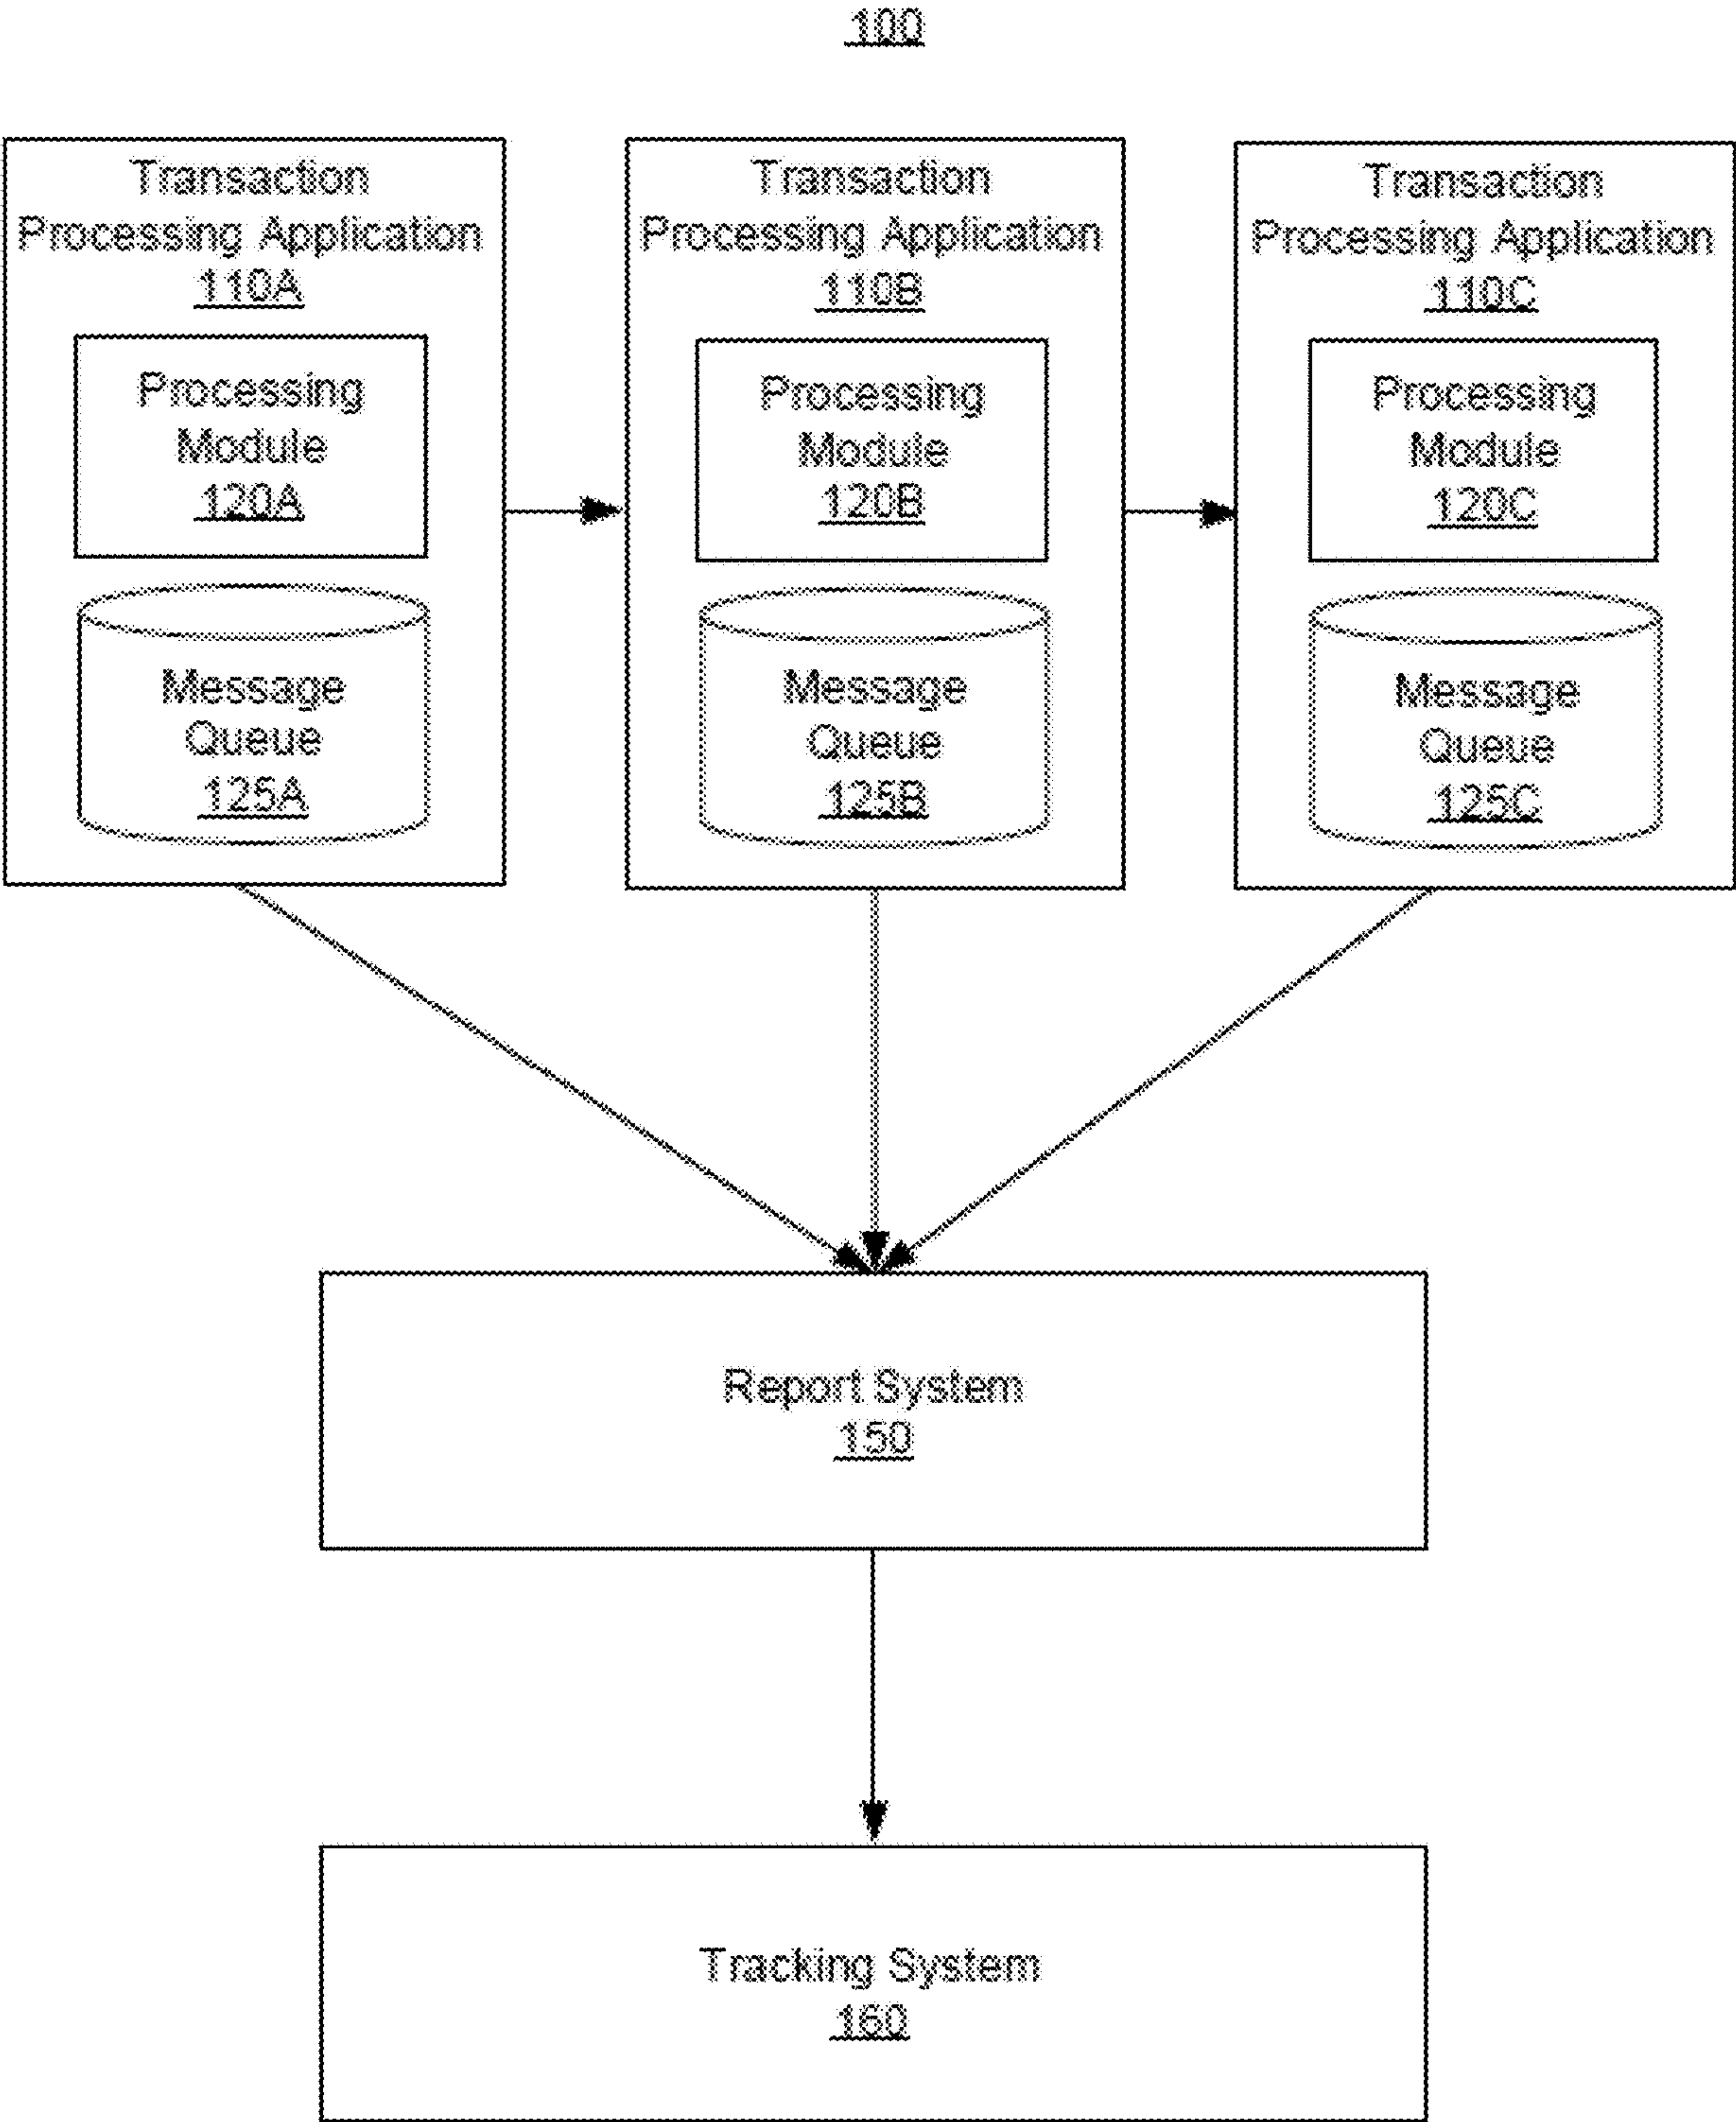 100
Transaction
Processing Application
110A
Processing
Module
120A
Message
Queue
125A
Transaction
Processing Application
110B
Processing
Module
120B
Message
Queue
125B
Transaction
Processing Application
110C
Processing
Module
120C
Message
Queue
125C
Report System
150
Tracking System
160